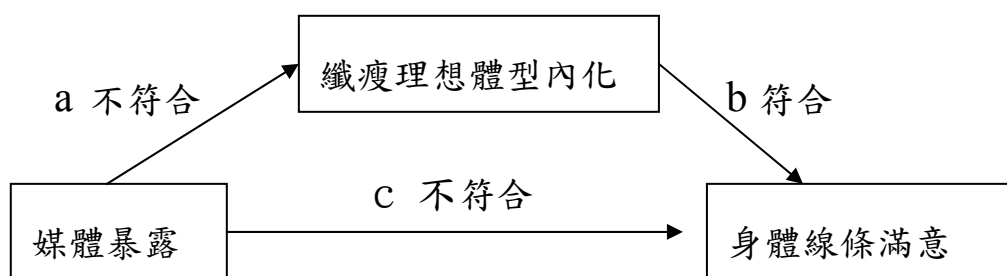 纖瘦理想體型內化
a 不符合
b 符合
c 不符合
媒體暴露
身體線條滿意